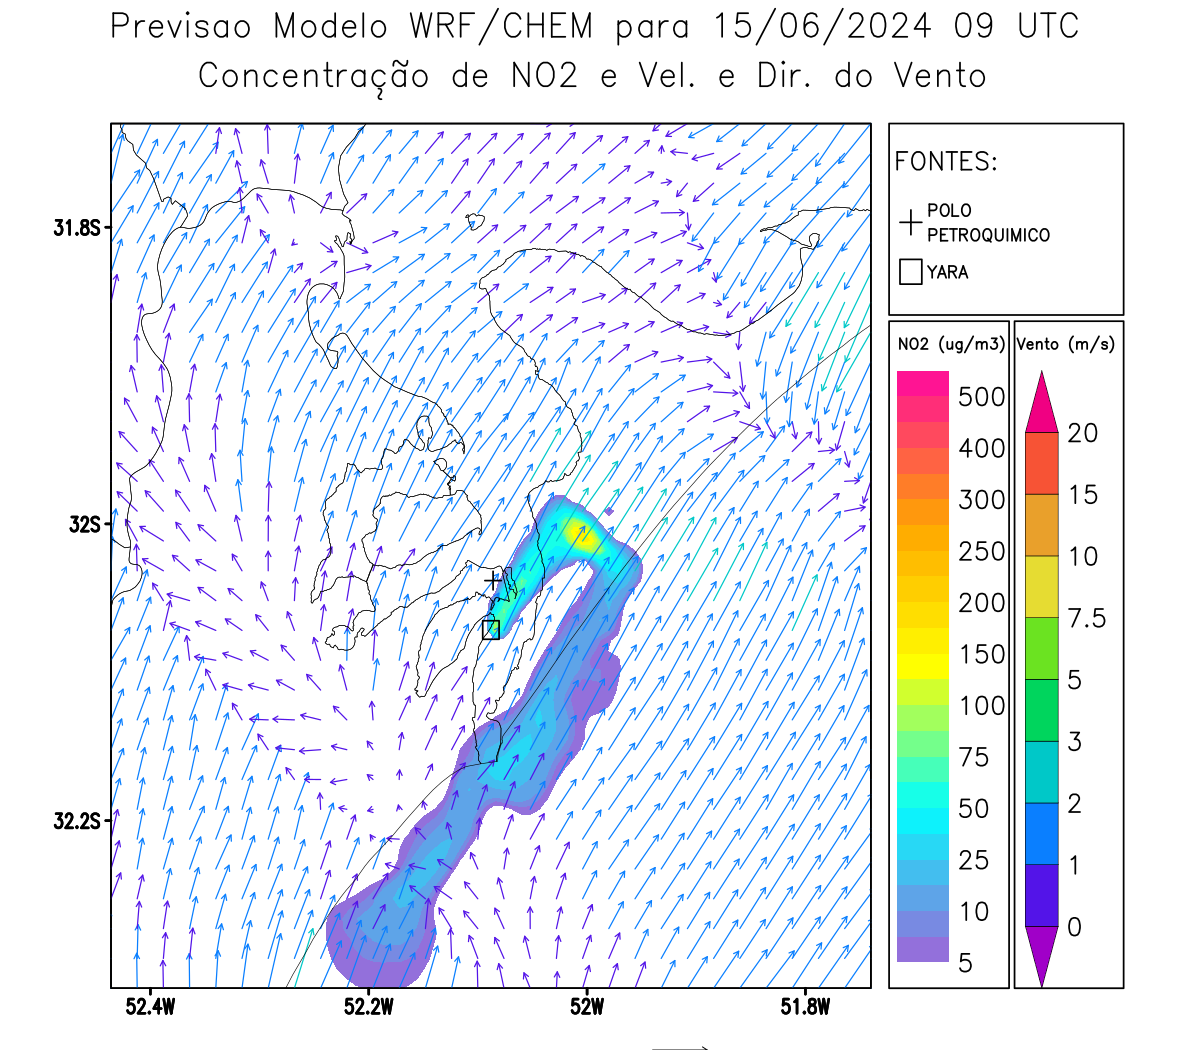 Previsao Modelo WRF/CHEM para 15/06/2024 09 UTC
Concentração de NO2 e Vel. e Dir. do Vento
FONTES:
POLO
PETROQUIMICO
YARA
NO2 (ug/m3)
500
400
300
250
200
150
100
75
50
25
10
5
Vento (m/s)
20
15
10
7.5
5
3
2
1
0
31.8S
32S
32.2S
52.4W
52.2W
52W
51.8W